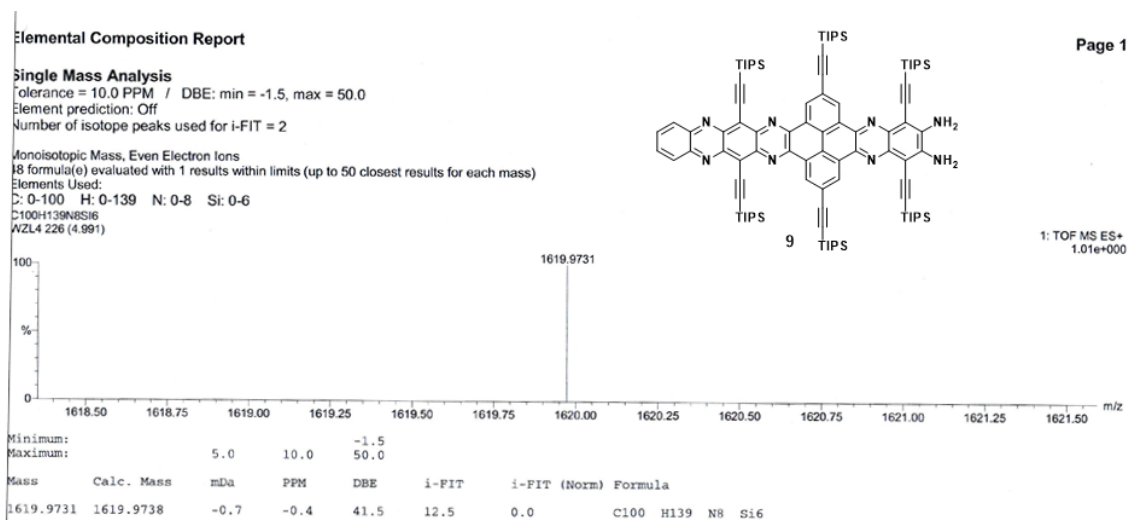 Elemental Composition Report
Page 1
Single Mass Analysis
Tolerance = 10.0 PPM / DBE: min = -1.5, max = 50.0
Element prediction: Off
Number of isotope peaks used for i-FIT = 2
Monoisotopic Mass, Even Electron Ions
48 formula(e) evaluated with 1 results within limits (up to 50 closest results for each mass)
Elements Used:
C: 0-100 H: 0-139 N: 0-8 Si: 0-6
C100H139N8SI6
WZL4 226 (4.991)
1: TOF MS ES+
1.01e+000
TIPS
TIPS TIPS
N N N NH2
N N N NH2
TIPS TIPS
9 TIPS
100
%
0
1619.9731
1618.50 1618.75 1619.00 1619.25 1619.50 1619.75 1620.00 1620.25 1620.50 1620.75 1621.00 1621.25 1621.50 m/z
Minimum: -1.5
Maximum: 5.0 10.0 50.0
Mass Calc. Mass mDa PPM DBE i-FIT i-FIT (Norm) Formula
1619.9731 1619.9738 -0.7 -0.4 41.5 12.5 0.0 C100 H139 N8 Si6